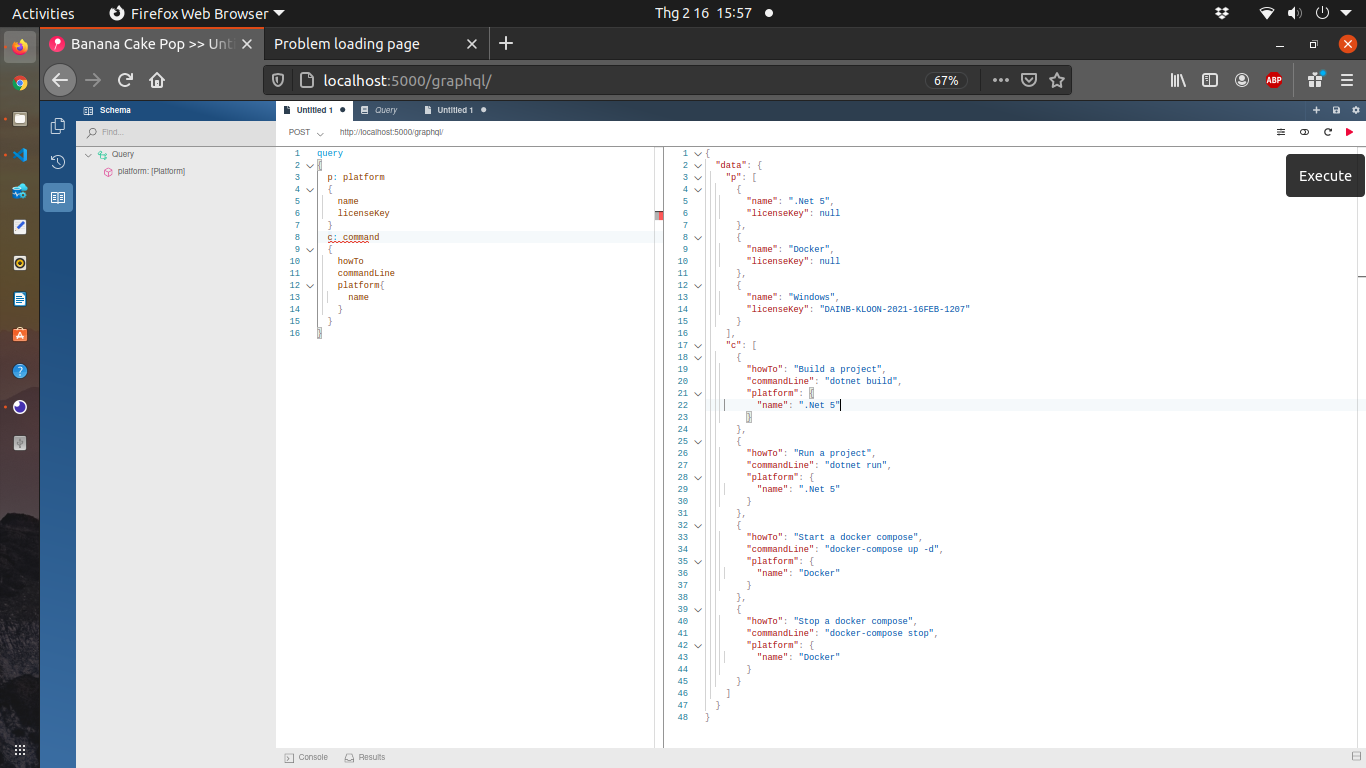 Activities Firefox Web Browser Thg 2 16 15:57
Banana Cake Pop >> Unti Problem loading page
localhost:5000/graphql/ 67% ABP
Schema Untitled 1 Query Untitled 1
Find... POST http://localhost:5000/graphql/
Query
platform: [Platform]
Execute
1 query
2 {
3 p: platform
4 {
5 name
6 licenseKey
7 }
8 c: command
9 {
10 howTo
11 commandLine
12 platform{
13 name
14 }
15 }
16 }
1 {
2 "data": {
3 "p": [
4 {
5 "name": ".Net 5",
6 "licenseKey": null
7 },
8 {
9 "name": "Docker",
10 "licenseKey": null
11 },
12 {
13 "name": "Windows",
14 "licenseKey": "DAINB-KLOON-2021-16FEB-1207"
15 }
16 ],
17 "c": [
18 {
19 "howTo": "Build a project",
20 "commandLine": "dotnet build",
21 "platform": {
22 "name": ".Net 5"
23 }
24 },
25 {
26 "howTo": "Run a project",
27 "commandLine": "dotnet run",
28 "platform": {
29 "name": ".Net 5"
30 }
31 },
32 {
33 "howTo": "Start a docker compose",
34 "commandLine": "docker-compose up -d",
35 "platform": {
36 "name": "Docker"
37 }
38 },
39 {
40 "howTo": "Stop a docker compose",
41 "commandLine": "docker-compose stop",
42 "platform": {
43 "name": "Docker"
44 }
45 }
46 ]
47 }
48 }
Console Results